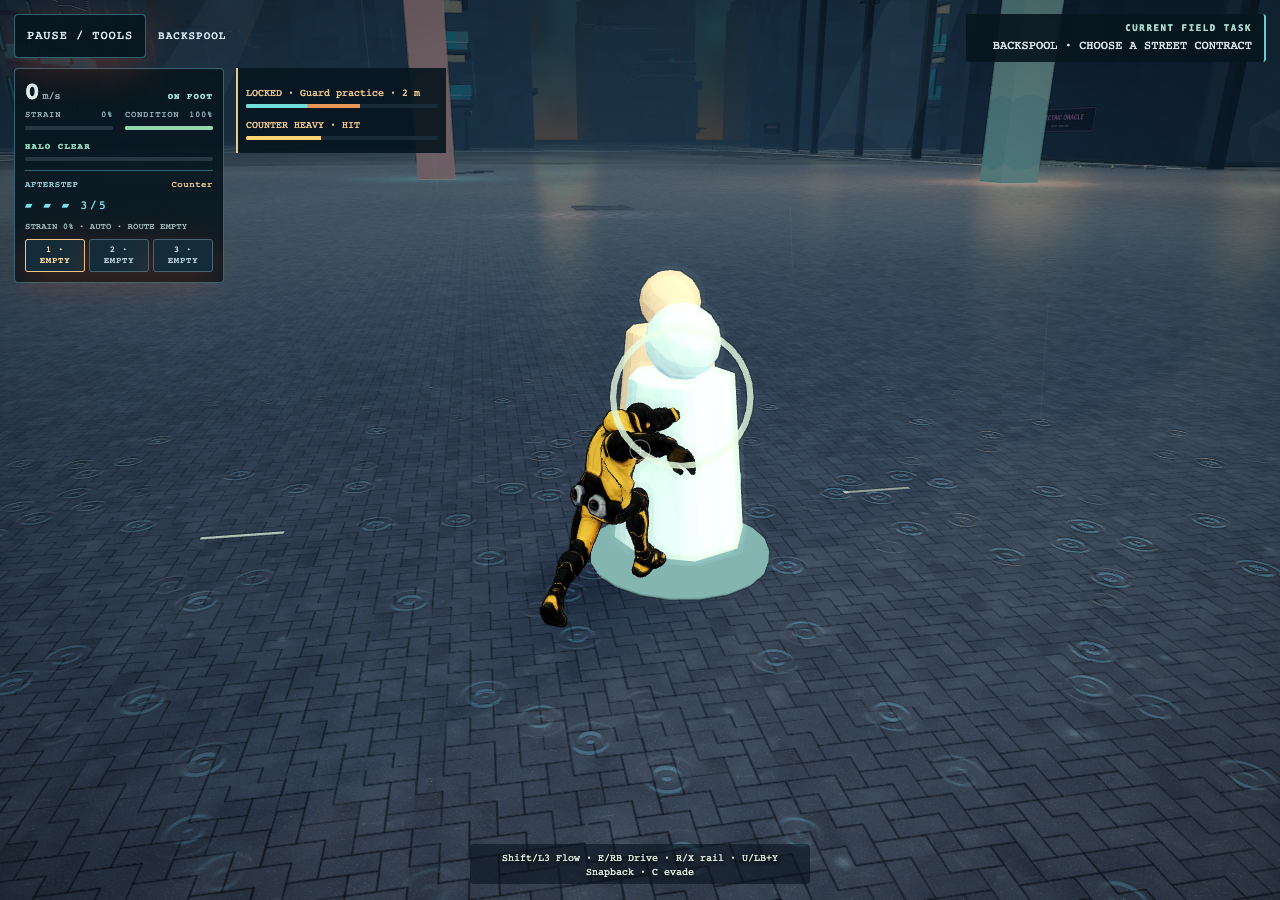 PAUSE / TOOLS
BACKSPOOL
CURRENT FIELD TASK
BACKSPOOL · CHOOSE A STREET CONTRACT
0 m/s
ON FOOT
STRAIN 0%
CONDITION 100%
HALO CLEAR
AFTERSTEP
Counter
3/5
STRAIN 0% · AUTO · ROUTE EMPTY
1 · EMPTY
2 · EMPTY
3 · EMPTY
LOCKED · Guard practice · 2 m
COUNTER HEAVY · HIT
ORACLE
Shift/L3 Flow · E/RB Drive · R/X rail · U/LB+Y
Snapback · C evade